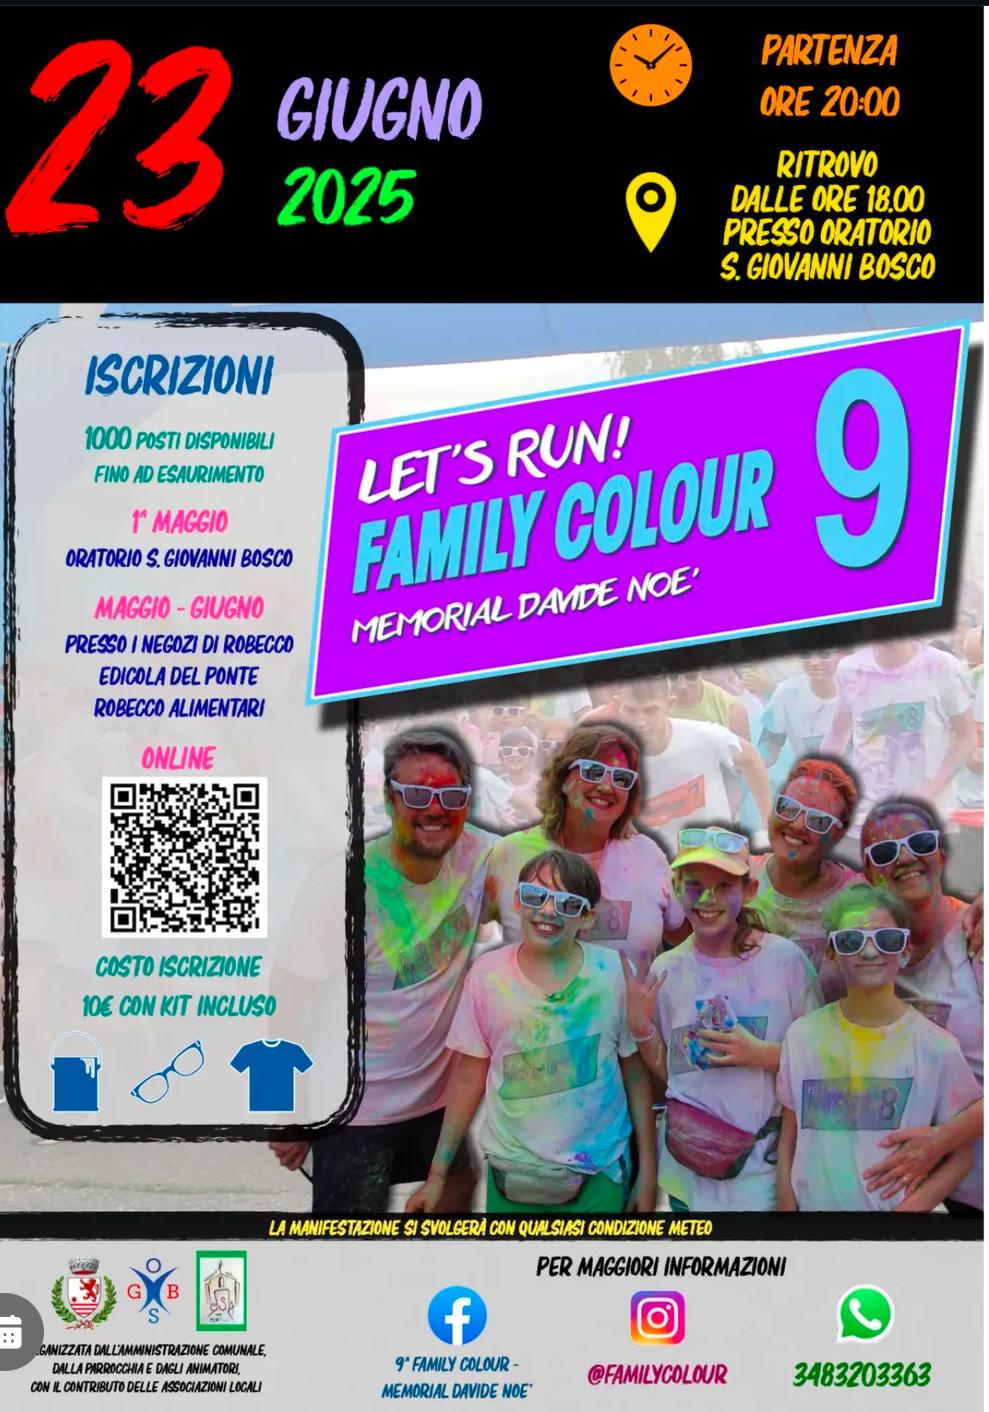 23
GIUGNO
2025
PARTENZA
ORE 20:00
RITROVO
DALLE ORE 18.00
PRESSO ORATORIO
S. GIOVANNI BOSCO
ISCRIZIONI
1000 POSTI DISPONIBILI
FINO AD ESAURIMENTO
1° MAGGIO
ORATORIO S. GIOVANNI BOSCO
MAGGIO - GIUGNO
PRESSO I NEGOZI DI ROBECCO
EDICOLA DEL PONTE
ROBECCO ALIMENTARI
ONLINE
COSTO ISCRIZIONE
10€ CON KIT INCLUSO
LET'S RUN!
FAMILY COLOUR 9
MEMORIAL DAVIDE NOE'
8
8
8
LA MANIFESTAZIONE SI SVOLGERÀ CON QUALSIASI CONDIZIONE METEO
O
G B
S
GANIZZATA DALL'AMMINISTRAZIONE COMUNALE,
DALLA PARROCCHIA E DAGLI ANIMATORI,
CON IL CONTRIBUTO DELLE ASSOCIAZIONI LOCALI
PER MAGGIORI INFORMAZIONI
9° FAMILY COLOUR -
MEMORIAL DAVIDE NOE'
@FAMILYCOLOUR
3483203363